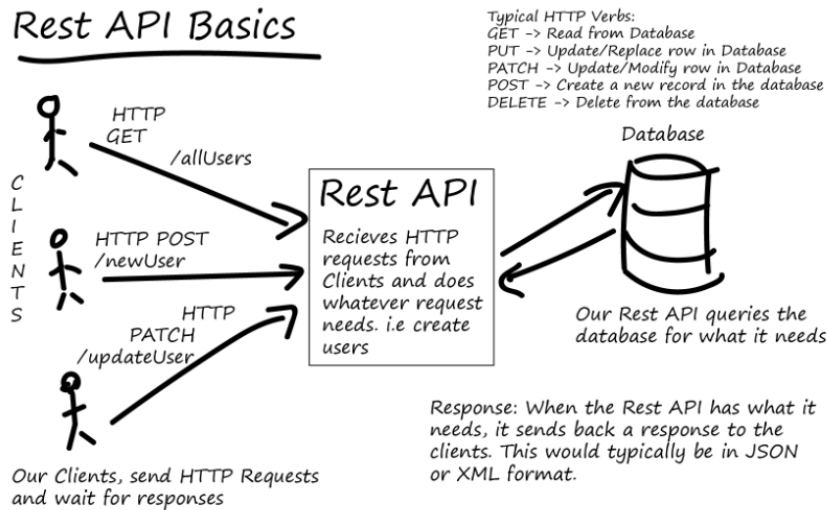 Rest API Basics
Typical HTTP Verbs:
GET -> Read from Database
PUT -> Update/Replace row in Database
PATCH -> Update/Modify row in Database
POST -> Create a new record in the database
DELETE -> Delete from the database
CLIENTS
HTTP
GET
/allUsers
HTTP POST
/newUser
HTTP
PATCH
/updateUser
Rest API
Recieves HTTP
requests from
Clients and does
whatever request
needs. i.e create
users
Database
Our Rest API queries the
database for what it needs
Our Clients, send HTTP Requests
and wait for responses
Response: When the Rest API has what it
needs, it sends back a response to the
clients. This would typically be in JSON
or XML format.